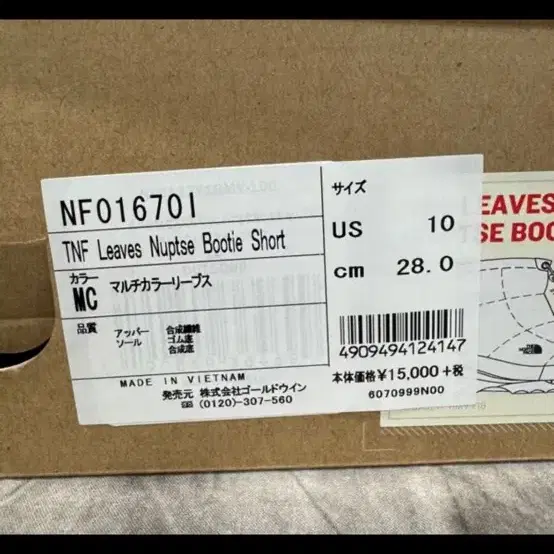 NF01670I
TNF Leaves Nuptse Bootie Short
カラー
MC マルチカラーリーブス
品質
アッパー 合成繊維
ソール ゴム底
合成底
MADE IN VIETNAM
発売元 株式会社ゴールドウイン
(0120)-307-560
サイズ
US 10
cm 28.0
4909494124147
本体価格¥15,000+税
6070999N00
LEAVES
TSE BOO
THE NORTH FACE